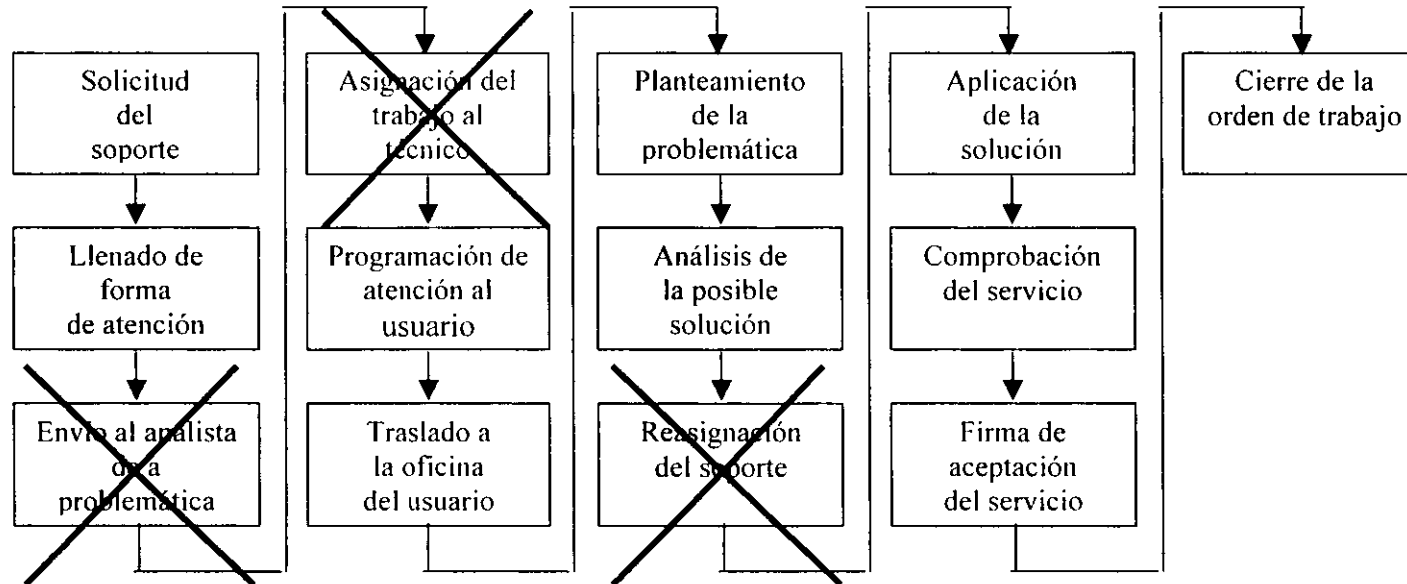 Solicitud
del
soporte
Llenado de
forma
de atención
Envío al análista
de a
problemática
Asignación del
trabajo al
técnico
Programación de
atención al
usuario
Traslado a
la oficina
del usuario
Planteamiento
de la
problemática
Análisis de
la posible
solución
Reasignación
del soporte
Aplicación
de la
solución
Comprobación
del servicio
Firma de
aceptación
del servicio
Cierre de la
orden de trabajo